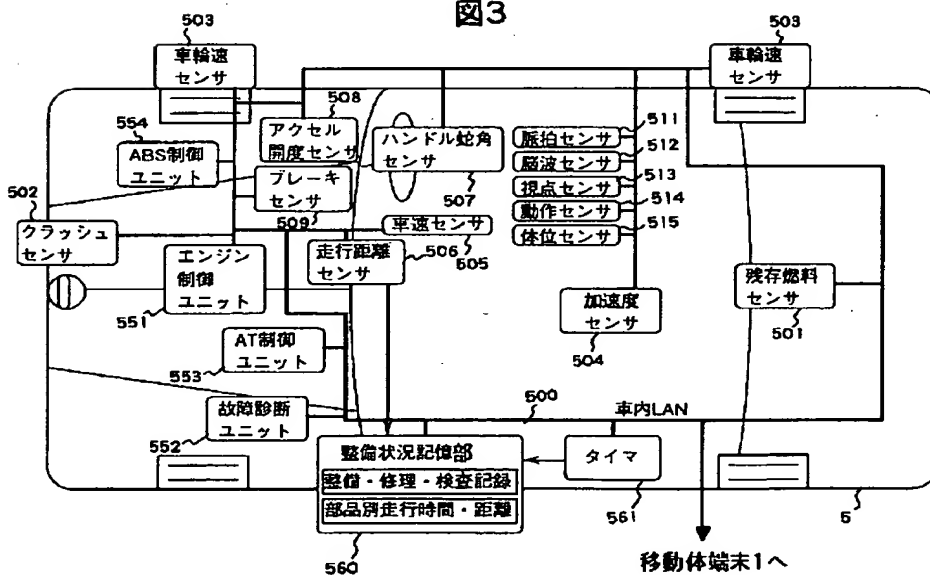 図3
503
車輪速
センサ
503
車輪速
センサ
508
アクセル
開度センサ
ハンドル蛇角
センサ
507
脈拍センサ
511
脳波センサ
512
視点センサ
513
動作センサ
514
体位センサ
515
554
ABS制御
ユニット
ブレーキ
センサ
509
502
クラッシュ
センサ
車速センサ
505
走行距離
センサ
506
エンジン
制御
ユニット
551
加速度
センサ
504
残存燃料
センサ
501
AT制御
ユニット
553
故障診断
ユニット
552
500
車内LAN
整備状況記憶部
整備・修理・検査記録
部品別走行時間・距離
560
タイマ
561
5
移動体端末1へ